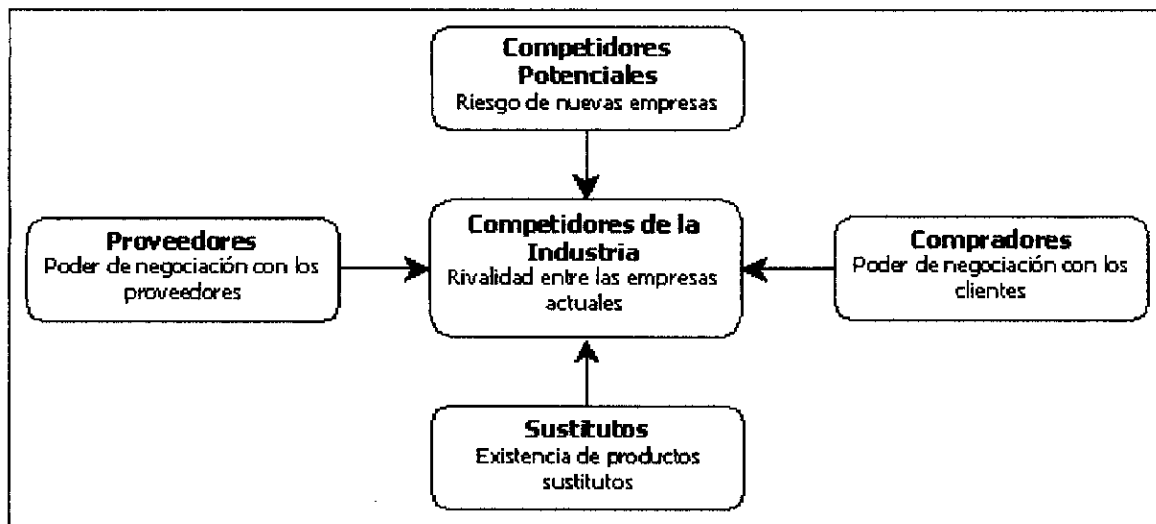 Competidores
Potenciales
Riesgo de nuevas empresas
Proveedores
Poder de negociación con los
proveedores
Competidores de la
Industria
Rivalidad entre las empresas
actuales
Compradores
Poder de negociación con los
clientes
Sustitutos
Existencia de productos
sustitutos